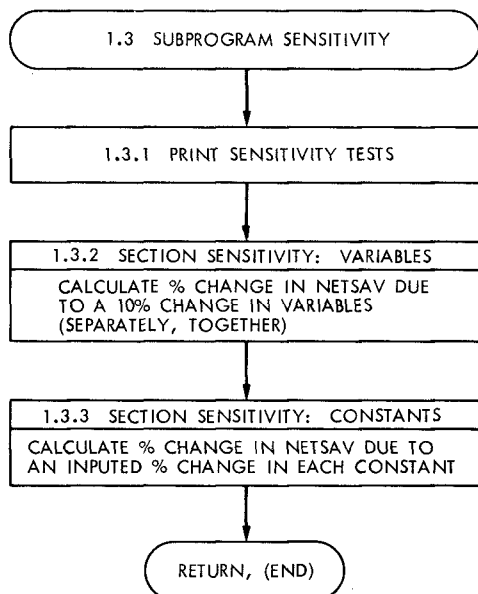 1.3 SUBPROGRAM SENSITIVITY
1.3.1 PRINT SENSITIVITY TESTS
1.3.2 SECTION SENSITIVITY: VARIABLES
CALCULATE % CHANGE IN NETSAV DUE
TO A 10% CHANGE IN VARIABLES
(SEPARATELY, TOGETHER)
1.3.3 SECTION SENSITIVITY: CONSTANTS
CALCULATE % CHANGE IN NETSAV DUE TO
AN INPUTED % CHANGE IN EACH CONSTANT
RETURN, (END)